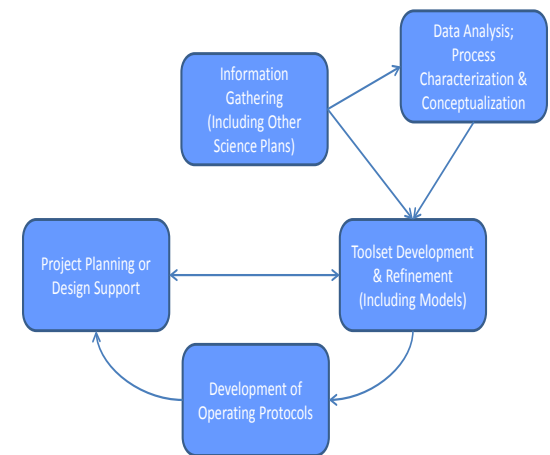 Data Analysis;
Process
Characterization &
Conceptualization
Information
Gathering
(Including Other
Science Plans)
Toolset Development
& Refinement
(Including Models)
Project Planning or
Design Support
Development of
Operating Protocols